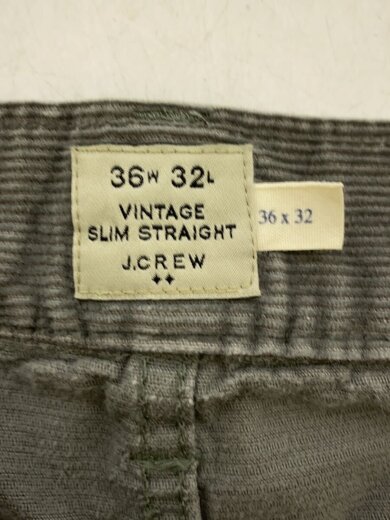 36W 32L
VINTAGE
SLIM STRAIGHT
J.CREW
36 x 32